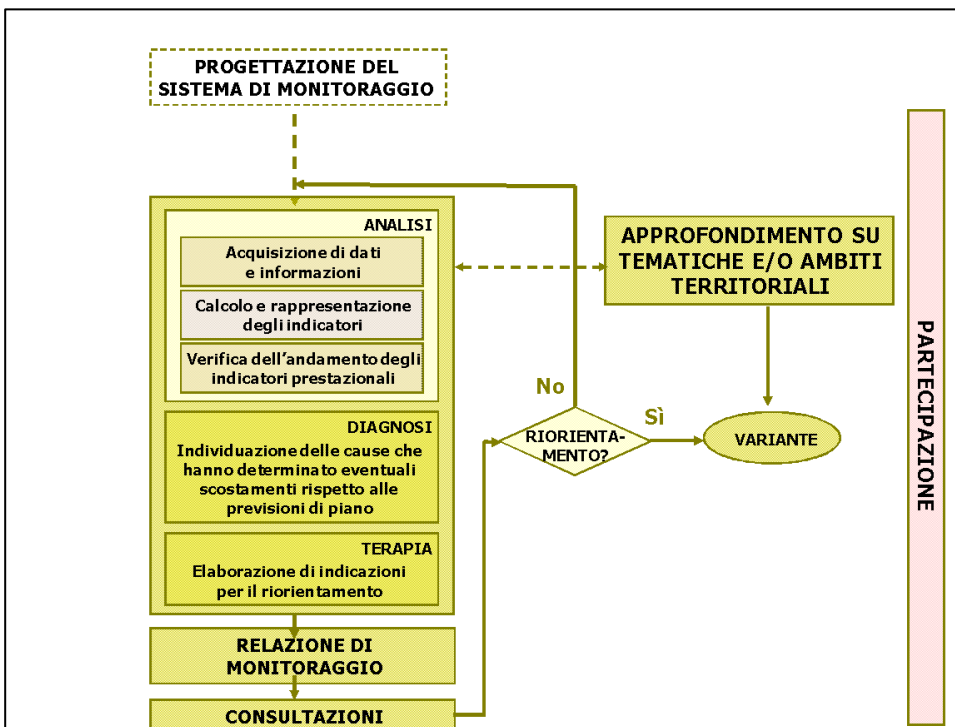 PROGETTAZIONE DEL
SISTEMA DI MONITORAGGIO
ANALISI
Acquisizione di dati
e informazioni
Calcolo e rappresentazione
degli indicatori
Verifica dell'andamento degli
indicatori prestazionali
DIAGNOSI
Individuazione delle cause che
hanno determinato eventuali
scostamenti rispetto alle
previsioni di piano
TERAPIA
Elaborazione di indicazioni
per il riorientamento
RELAZIONE DI
MONITORAGGIO
CONSULTAZIONI
APPROFONDIMENTO SU
TEMATICHE E/O AMBITI
TERRITORIALI
No
RIORIENTA-
MENTO?
Sì
VARIANTE
PARTECIPAZIONE